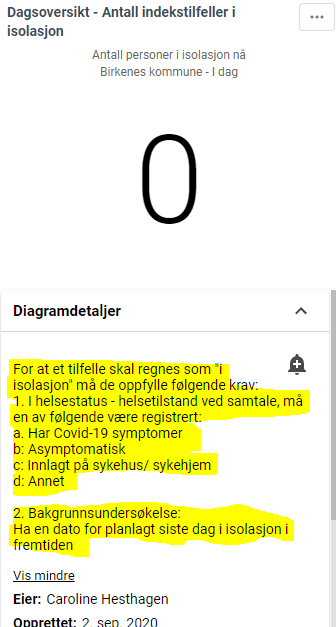 Dagsoversikt - Antall indekstilfeller i
isolasjon
Antall personer i isolasjon nå
Birkenes kommune - I dag
0
Diagramdetaljer
For at et tilfelle skal regnes som "i
isolasjon" må de oppfylle følgende krav:
1. I helsestatus - helsetilstand ved samtale, må
en av følgende være registrert:
a. Har Covid-19 symptomer
b: Asymptomatisk
c: Innlagt på sykehus/ sykehjem
d: Annet
2. Bakgrunnsundersøkelse:
Ha en dato for planlagt siste dag i isolasjon i
fremtiden
Vis mindre
Eier: Caroline Hesthagen
Opprettet: 2. sep. 2020